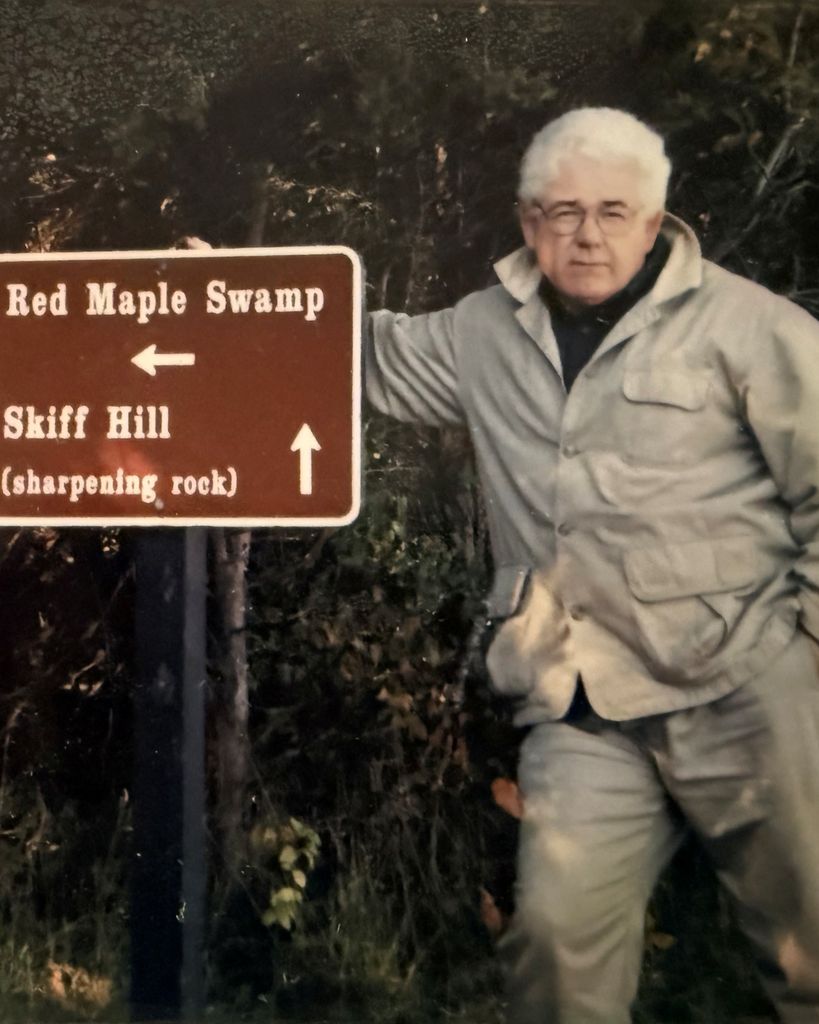 Red Maple Swamp
Skiff Hill
(sharpening rock)